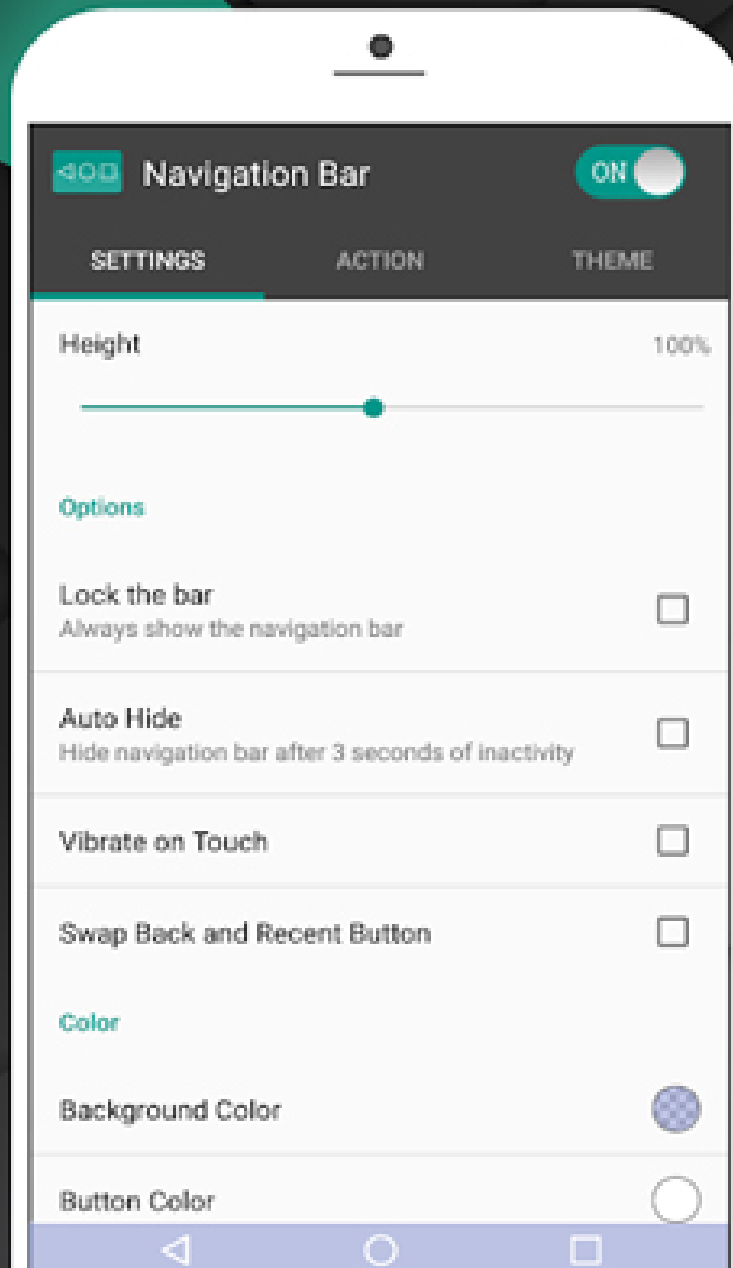 Navigation Bar
ON
SETTINGS
ACTION
THEME
Height
100%
Options
Lock the bar
Always show the navigation bar
Auto Hide
Hide navigation bar after 3 seconds of inactivity
Vibrate on Touch
Swap Back and Recent Button
Color
Background Color
Button Color